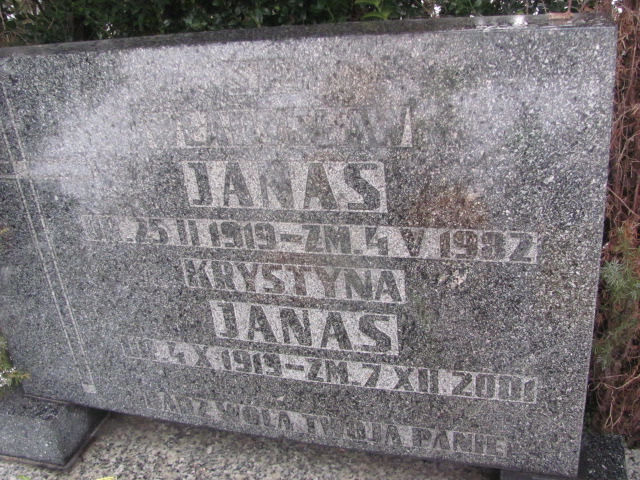 JANAS
UR. 25 II 1919 - ZM. 4 V 1992
KRYSTYNA
JANAS
UR. 4 X 1919 - ZM. 7 XII 2001
WOLA TWOJA PANIE